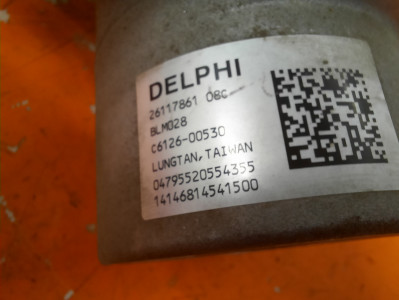 DELPHI
26117861 08C
BLM028
C6126-00530
LUNGTAN, TAIWAN
04795520554355
14146814541500